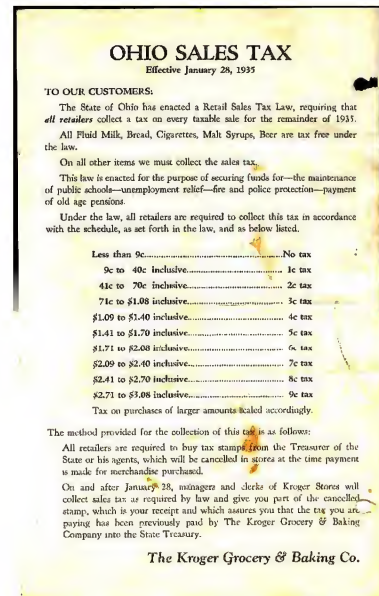 OHIO SALES TAX
Effective January 28, 1935
TO OUR CUSTOMERS:
The State of Ohio has enacted a Retail Sales Tax Law, requiring that
all retailers collect a tax on every taxable sale for the remainder of 1935.
All Fluid Milk, Bread, Cigarettes, Malt Syrups, Beer are tax free under
the law.
On all other items we must collect the sales tax.
This law is enacted for the purpose of securing funds for—the maintenance
of public schools—unemployment relief—fire and police protection—payment
of old age pensions.
Under the law, all retailers are required to collect this tax in accordance
with the schedule, as set forth in the law, and as below listed.
Less than 9c........................................No tax
9c to 40c inclusive........................................1c tax
41c to 70c inclusive........................................2c tax
71c to $1.08 inclusive........................................3c tax
$1.09 to $1.40 inclusive........................................4c tax
$1.41 to $1.70 inclusive........................................5c tax
$1.71 to $2.08 inclusive........................................6c tax
$2.09 to $2.40 inclusive........................................7c tax
$2.41 to $2.70 inclusive........................................8c tax
$2.71 to $3.08 inclusive........................................9c tax
Tax on purchases of larger amounts scaled accordingly.
The method provided for the collection of this tax is as follows:
All retailers are required to buy tax stamps from the Treasurer of the
State or his agents, which will be cancelled in stores at the time payment
is made for merchandise purchased.
On and after January 28, managers and clerks of Kroger Stores will
collect sales tax as required by law and give you part of the cancelled
stamp, which is your receipt and which assures you that the tax you are
paying has been previously paid by The Kroger Grocery & Baking
Company into the State Treasury.
The Kroger Grocery & Baking Co.